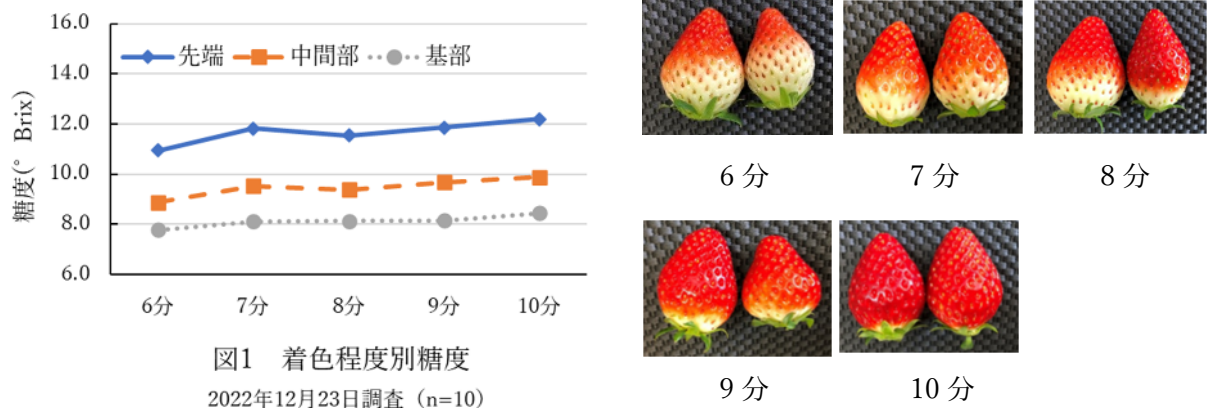 糖度(°Brix)
16.0
14.0
12.0
10.0
8.0
6.0
先端 中間部 基部
6分 7分 8分 9分 10分
図1 着色程度別糖度
2022年12月23日調査（n=10）
6分 7分 8分
9分 10分